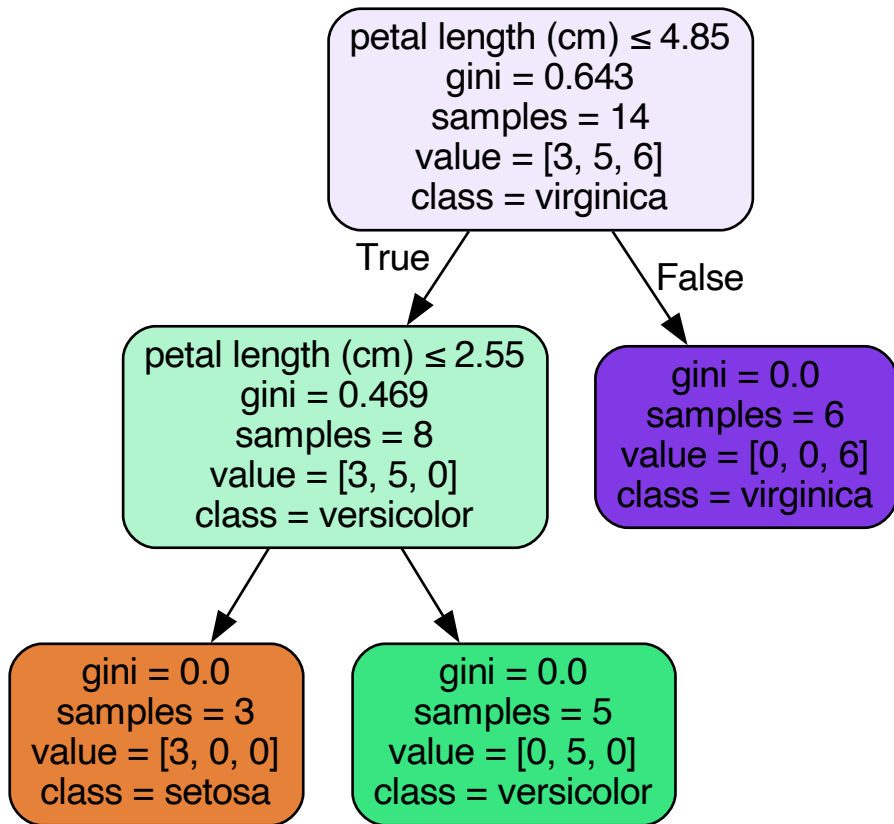 petal length (cm) ≤ 4.85
gini = 0.643
samples = 14
value = [3, 5, 6]
class = virginica
True
False
petal length (cm) ≤ 2.55
gini = 0.469
samples = 8
value = [3, 5, 0]
class = versicolor
gini = 0.0
samples = 6
value = [0, 0, 6]
class = virginica
gini = 0.0
samples = 3
value = [3, 0, 0]
class = setosa
gini = 0.0
samples = 5
value = [0, 5, 0]
class = versicolor